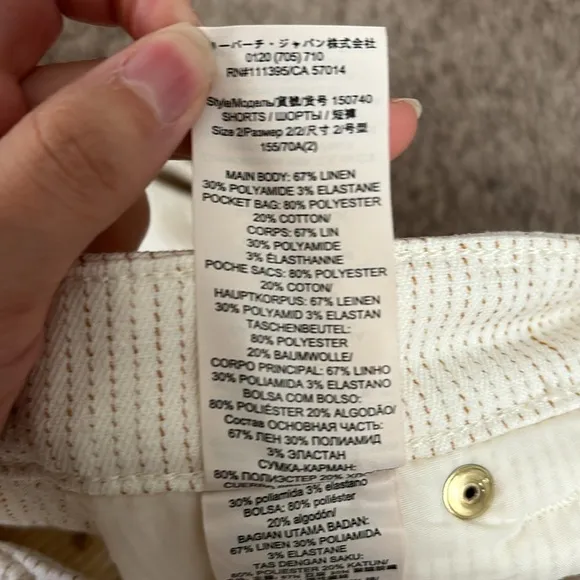 ーバーチ・ジャパン株式会社
0120 (705) 710
RN#111395/CA 57014
Style/Модель/貨號/货号 150740
SHORTS / ШОРТЫ / 短褲
Size 2/Размер 2/2/尺寸 2/号型
155/70A(2)
MAIN BODY: 67% LINEN
30% POLYAMIDE 3% ELASTANE
POCKET BAG: 80% POLYESTER
20% COTTON/
CORPS: 67% LIN
30% POLYAMIDE
3% ÉLASTHANNE
POCHE SACS: 80% POLYESTER
20% COTON/
HAUPTKORPUS: 67% LEINEN
30% POLYAMID 3% ELASTAN
TASCHENBEUTEL:
80% POLYESTER
20% BAUMWOLLE/
CORPO PRINCIPAL: 67% LINHO
30% POLIAMIDA 3% ELASTANO
BOLSA COM BOLSO:
80% POLIÉSTER 20% ALGODÃO/
Состав ОСНОВНАЯ ЧАСТЬ:
67% ЛЕН 30% ПОЛИАМИД
3% ЭЛАСТАН
СУМКА-КАРМАН:
80% ПОЛИЭСТЕР 20% ХЛОПОК/
30% poliamida 3% elastano
BOLSA: 80% poliéster
20% algodón/
BAGIAN UTAMA BADAN:
67% LINEN 30% POLIAMIDA
3% ELASTAN
TAS DENGAN SAKU:
80% POLYESTER 20% KATUN/